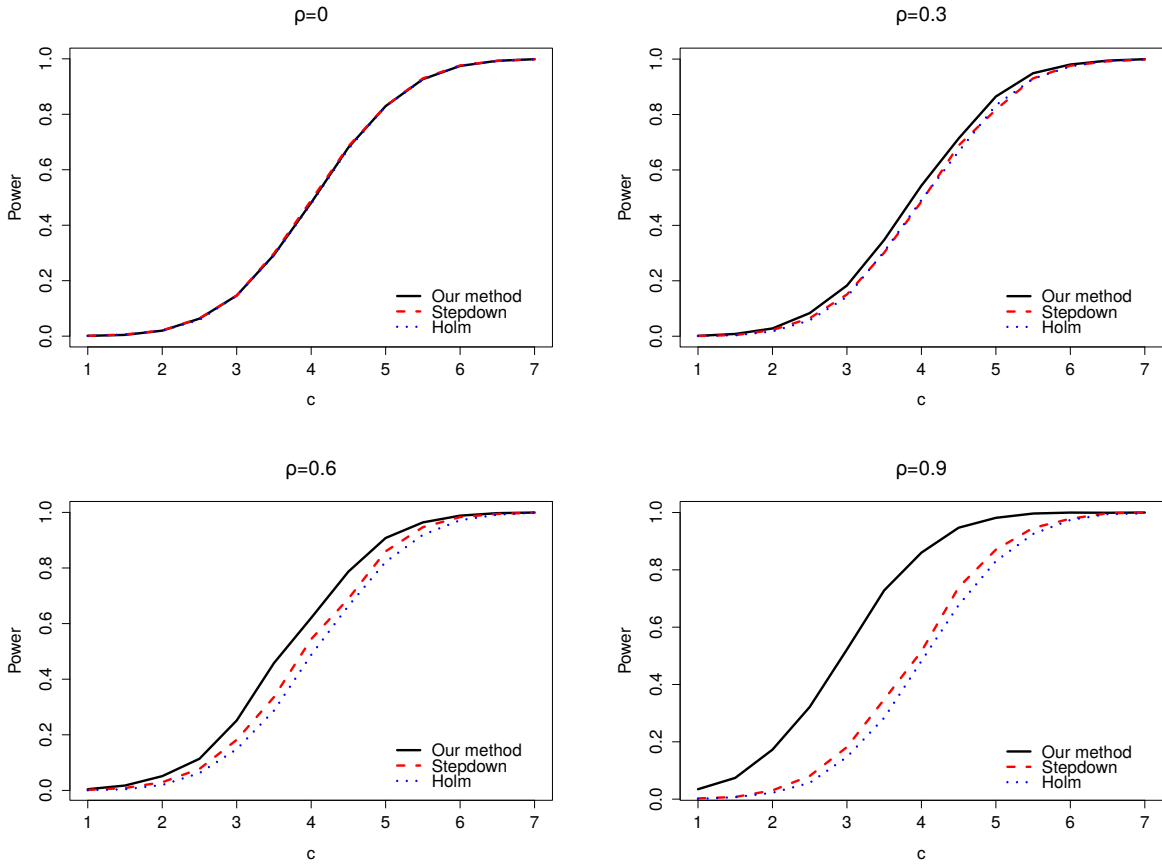 ρ=0
1.0
0.8
0.6
0.4
0.2
0.0
Power
1 2 3 4 5 6 7
c
Our method
Stepdown
Holm
ρ=0.3
1.0
0.8
0.6
0.4
0.2
0.0
Power
1 2 3 4 5 6 7
c
Our method
Stepdown
Holm
ρ=0.6
1.0
0.8
0.6
0.4
0.2
0.0
Power
1 2 3 4 5 6 7
c
Our method
Stepdown
Holm
ρ=0.9
1.0
0.8
0.6
0.4
0.2
0.0
Power
1 2 3 4 5 6 7
c
Our method
Stepdown
Holm